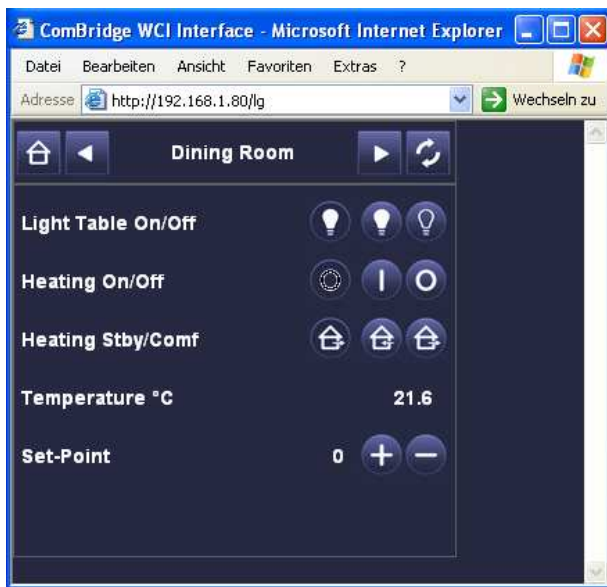 ComBridge WCI Interface - Microsoft Internet Explorer
Datei Bearbeiten Ansicht Favoriten Extras ?
Adresse http://192.168.1.80/lg Wechseln zu
Dining Room
Light Table On/Off
Heating On/Off
Heating Stby/Comf
Temperature °C 21.6
Set-Point 0